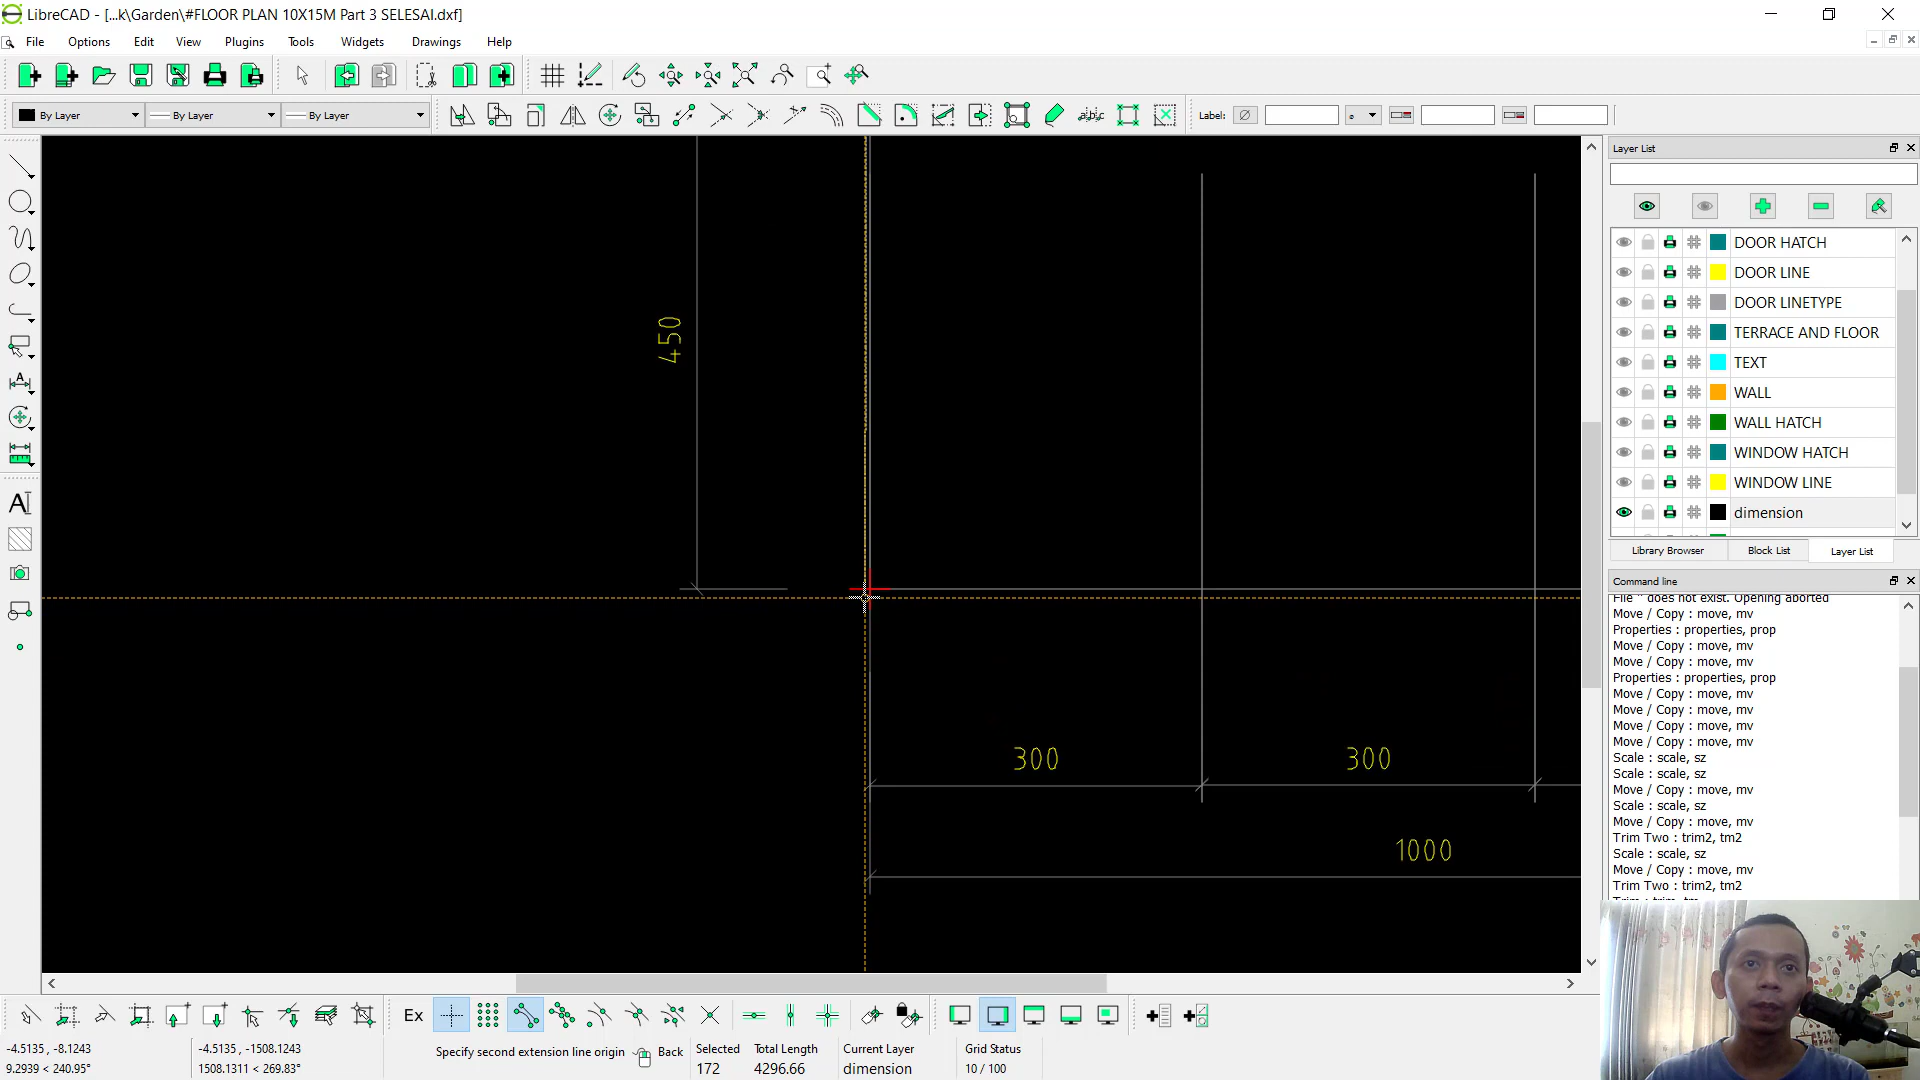 LibreCAD - [...k\Garden\#FLOOR PLAN 10X15M Part 3 SELESAI.dxf]
File Options Edit View Plugins Tools Widgets Drawings Help
By Layer By Layer By Layer
Label:
Layer List
450
300 300
1000
DOOR HATCH
DOOR LINE
DOOR LINETYPE
TERRACE AND FLOOR
TEXT
WALL
WALL HATCH
WINDOW HATCH
WINDOW LINE
dimension
Library Browser Block List Layer List
Command line
File '' does not exist. Opening aborted
Move / Copy : move, mv
Properties : properties, prop
Move / Copy : move, mv
Move / Copy : move, mv
Properties : properties, prop
Move / Copy : move, mv
Move / Copy : move, mv
Move / Copy : move, mv
Move / Copy : move, mv
Scale : scale, sz
Scale : scale, sz
Move / Copy : move, mv
Scale : scale, sz
Move / Copy : move, mv
Trim Two : trim2, tm2
Scale : scale, sz
Move / Copy : move, mv
Trim Two : trim2, tm2
Ex
-4.5135 , -8.1243
9.2939 < 240.95°
-4.5135 , -1508.1243
1508.1311 < 269.83°
Specify second extension line origin
Back
Selected
172
Total Length
4296.66
Current Layer
dimension
Grid Status
10 / 100